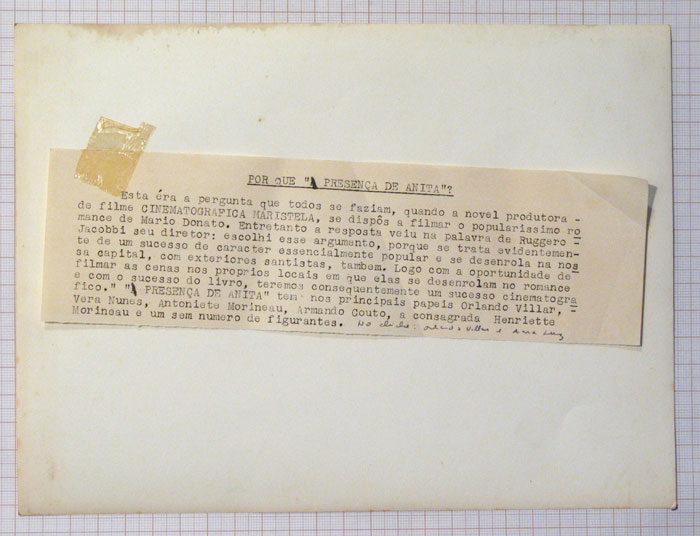 POR QUE "A PRESENÇA DE ANITA"?
Esta éra a pergunta que todos se faziam, quando a novel produtora -
de filme CINEMATOGRAFICA MARISTELA, se dispôs a filmar o popularissimo ro
mance de Mario Donato. Entretanto a resposta veiu na palavra de Ruggero -
Jacobbi seu diretor: eacolhi esse argumento, porque se trata evidentemen-
te de um sucesso de caracter essencialmente popular e se desenrola na nos
sa capital, com exteriores santistas, tambem. Logo com a oportunidade de
filmar as cenas nos proprios locais em que elas se desenrolam no romance
e com o sucesso do livro, teremos consequentemente um sucesso cinematogra
fico." "A PRESENÇA DE ANITA" tem nos principais papeis Orlando Villar, -
Vera Nunes, Antoniete Morineau, Armando Couto, a consagrada Henriette
Morineau e um sem numero de figurantes. No clichê: Orlando Villar e